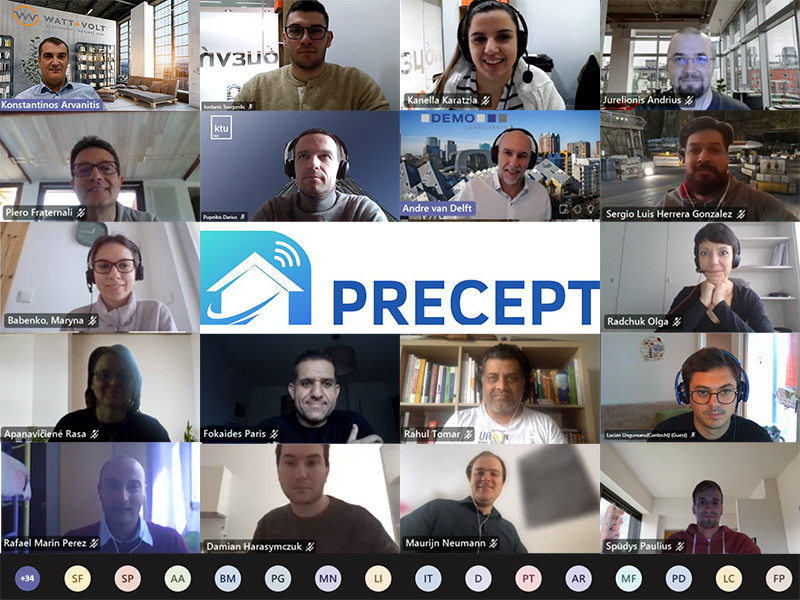 WATT+VOLT
Konstantinos Arvanitis
Iordanis Tourpeslis
Kanella Karatzia
Jurelionis Andrius
Piero Fraternali
ktu
Pupeikis Darius
DEMO
CONSULTANTS
Andre van Delft
Sergio Luis Herrera Gonzalez
Babenko, Maryna
PRECEPT
Radchuk Olga
Apanavičienė Rasa
Fokaides Paris
Rahul Tomar
Lucian Ungureanu(Contecht) (Guest)
Rafael Marin Perez
Damian Harasymczuk
Maurijn Neumann
Spūdys Paulius
+34 SF SP AA BM PG MN LI IT D PT AR MF PD LC FP